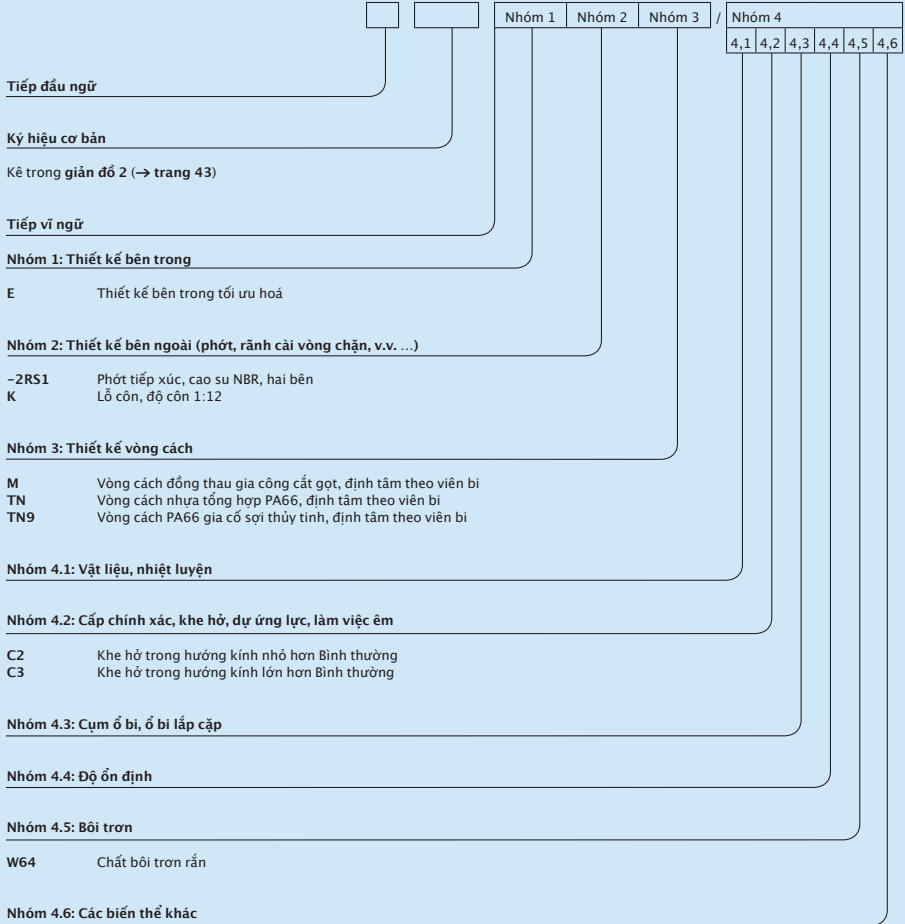 Nhóm 1 Nhóm 2 Nhóm 3 / Nhóm 4
4,1 4,2 4,3 4,4 4,5 4,6
Tiếp đầu ngữ
Ký hiệu cơ bản
Kê trong giản đồ 2 (→ trang 43)
Tiếp vĩ ngữ
Nhóm 1: Thiết kế bên trong
E Thiết kế bên trong tối ưu hoá
Nhóm 2: Thiết kế bên ngoài (phớt, rãnh cài vòng chặn, v.v. …)
-2RS1 Phớt tiếp xúc, cao su NBR, hai bên
K Lỗ côn, độ côn 1:12
Nhóm 3: Thiết kế vòng cách
M Vòng cách đồng thau gia công cắt gọt, định tâm theo viên bi
TN Vòng cách nhựa tổng hợp PA66, định tâm theo viên bi
TN9 Vòng cách PA66 gia cố sợi thủy tinh, định tâm theo viên bi
Nhóm 4.1: Vật liệu, nhiệt luyện
Nhóm 4.2: Cấp chính xác, khe hở, dự ứng lực, làm việc êm
C2 Khe hở trong hướng kính nhỏ hơn Bình thường
C3 Khe hở trong hướng kính lớn hơn Bình thường
Nhóm 4.3: Cụm ổ bi, ổ bi lắp cặp
Nhóm 4.4: Độ ổn định
Nhóm 4.5: Bôi trơn
W64 Chất bôi trơn rắn
Nhóm 4.6: Các biến thể khác